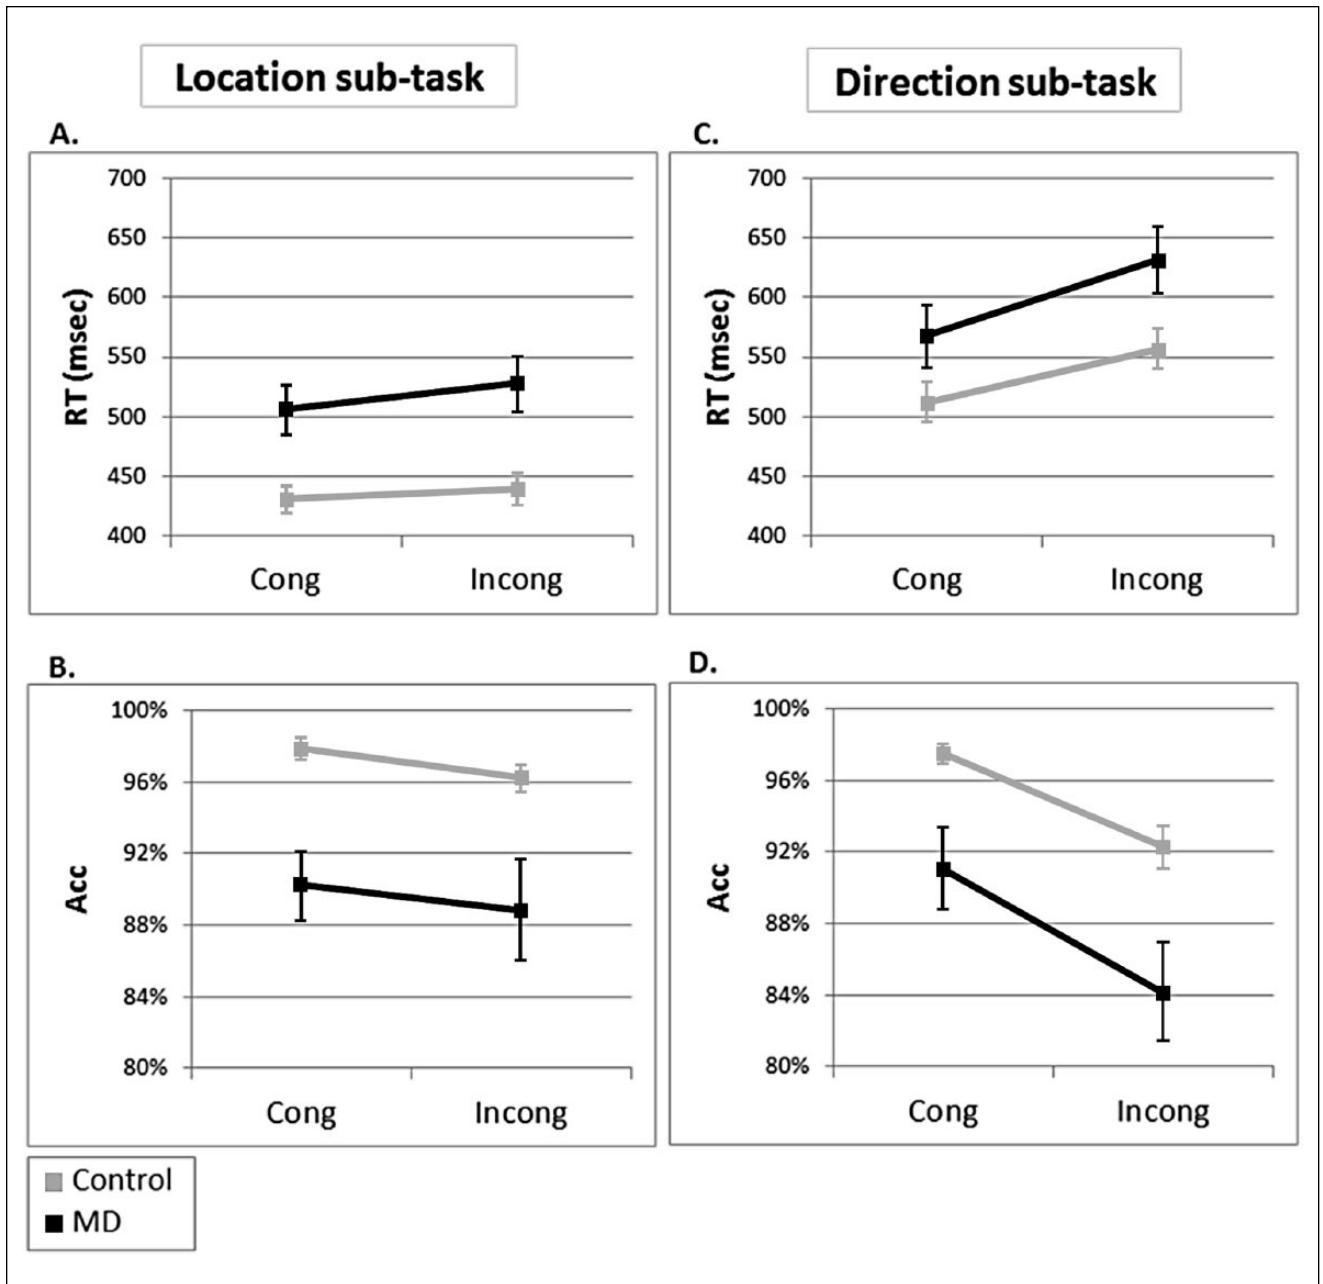 Location sub-task
Direction sub-task
A.
700
650
600
550
500
450
400
RT (msec)
Cong Incong
C.
700
650
600
550
500
450
400
RT (msec)
Cong Incong
B.
100%
96%
92%
88%
84%
80%
Acc
Cong Incong
D.
100%
96%
92%
88%
84%
80%
Acc
Cong Incong
Control
MD